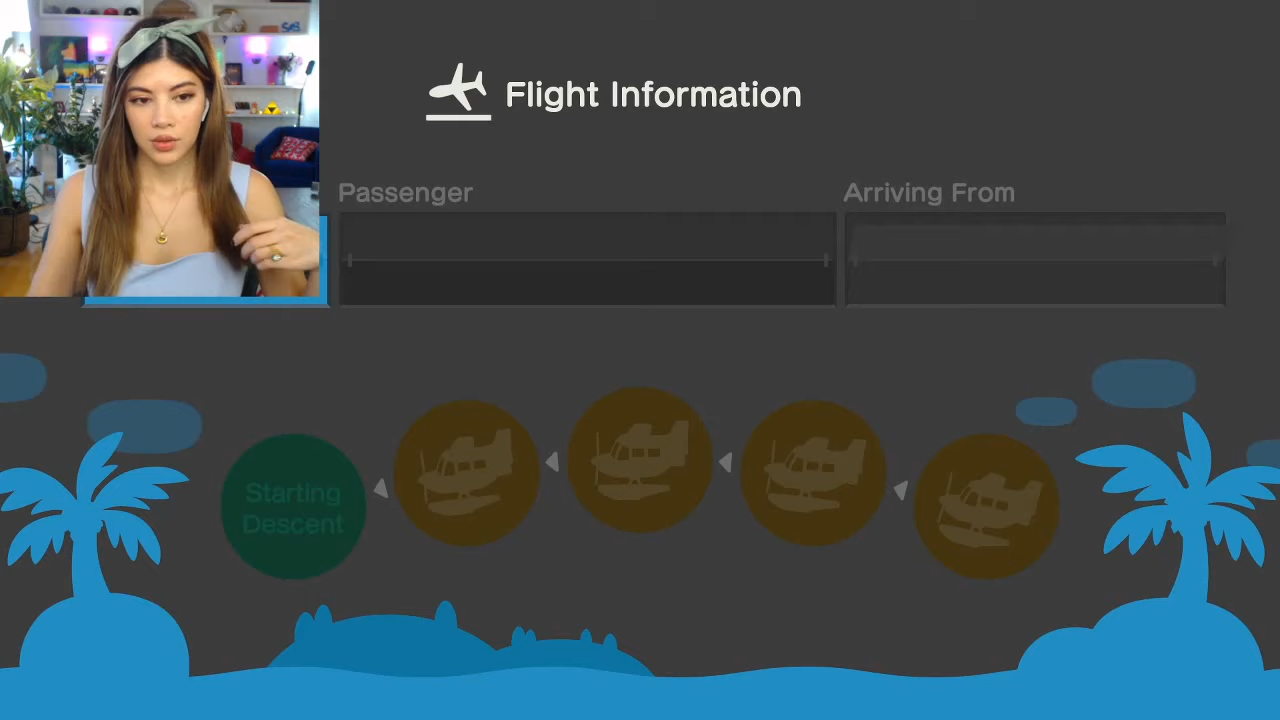 Flight Information
Passenger
Arriving From
Starting
Descent